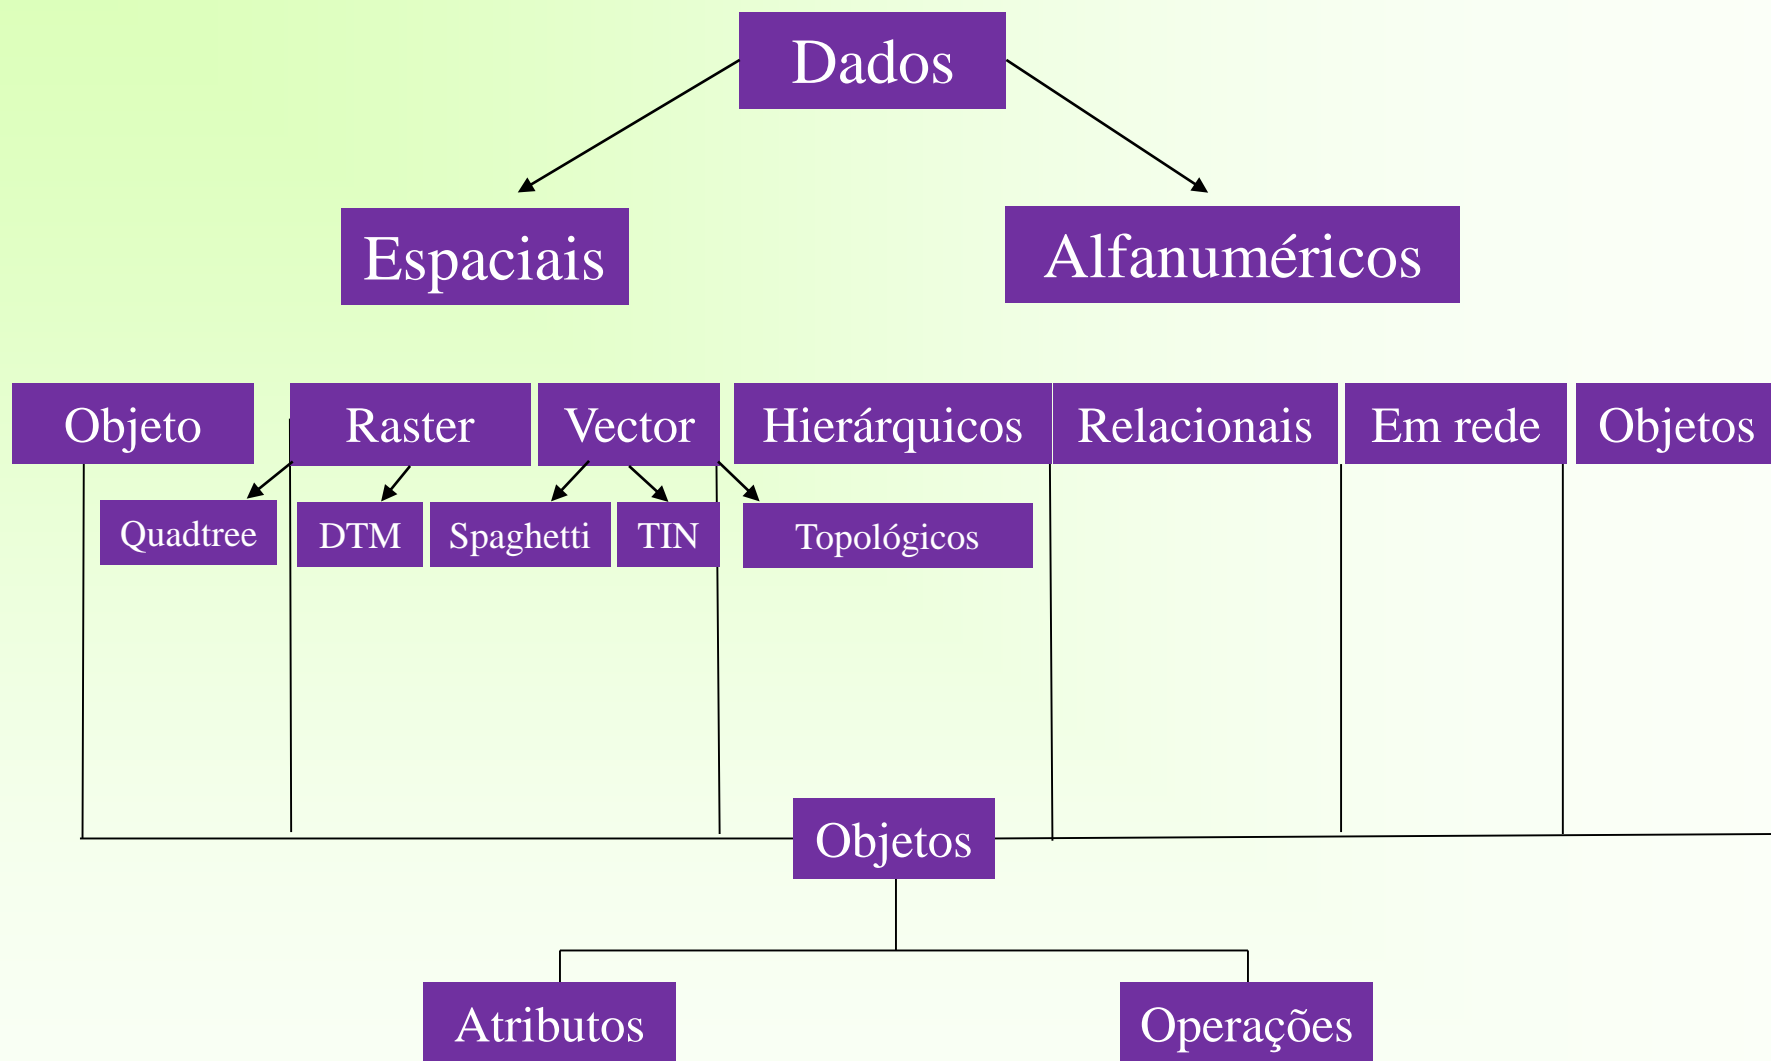 Dados
Espaciais
Alfanuméricos
Objeto
Raster
Vector
Hierárquicos
Relacionais
Em rede
Objetos
Quadtree
DTM
Spaghetti
TIN
Topológicos
Objetos
Atributos
Operações